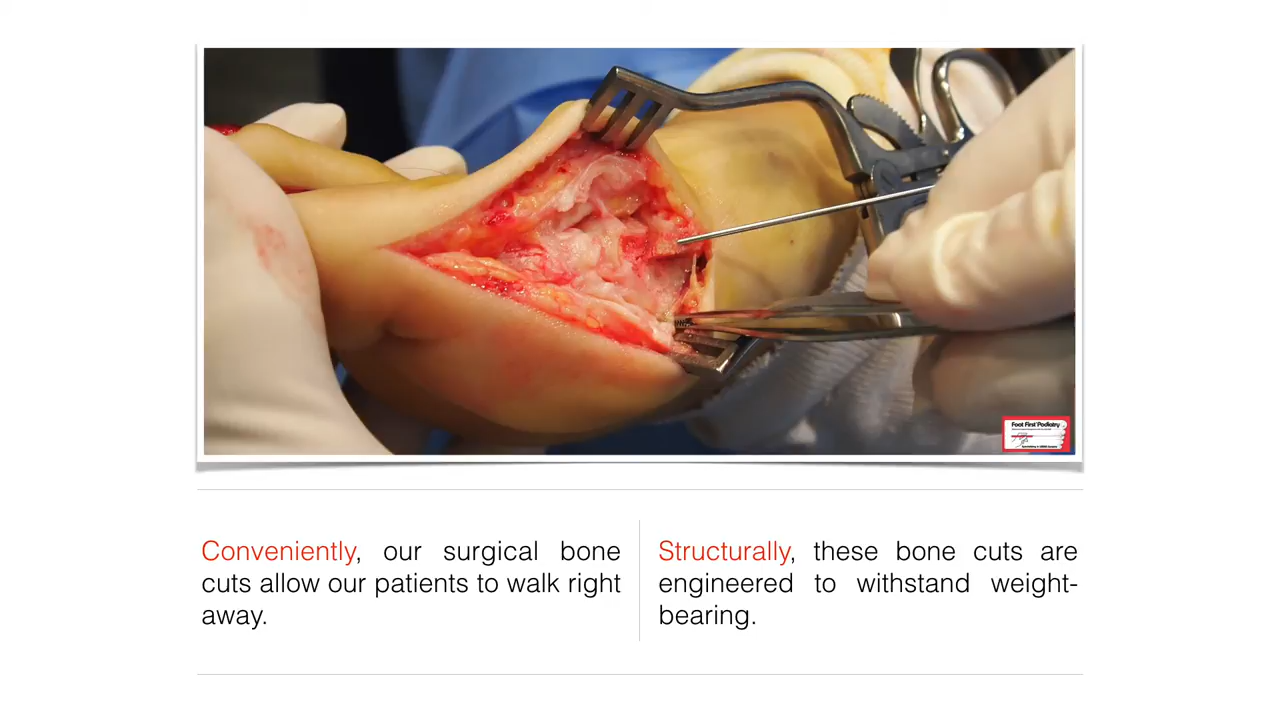 Foot First Podiatry
Conveniently, our surgical bone
cuts allow our patients to walk right
away.
Structurally, these bone cuts are
engineered to withstand weight-
bearing.